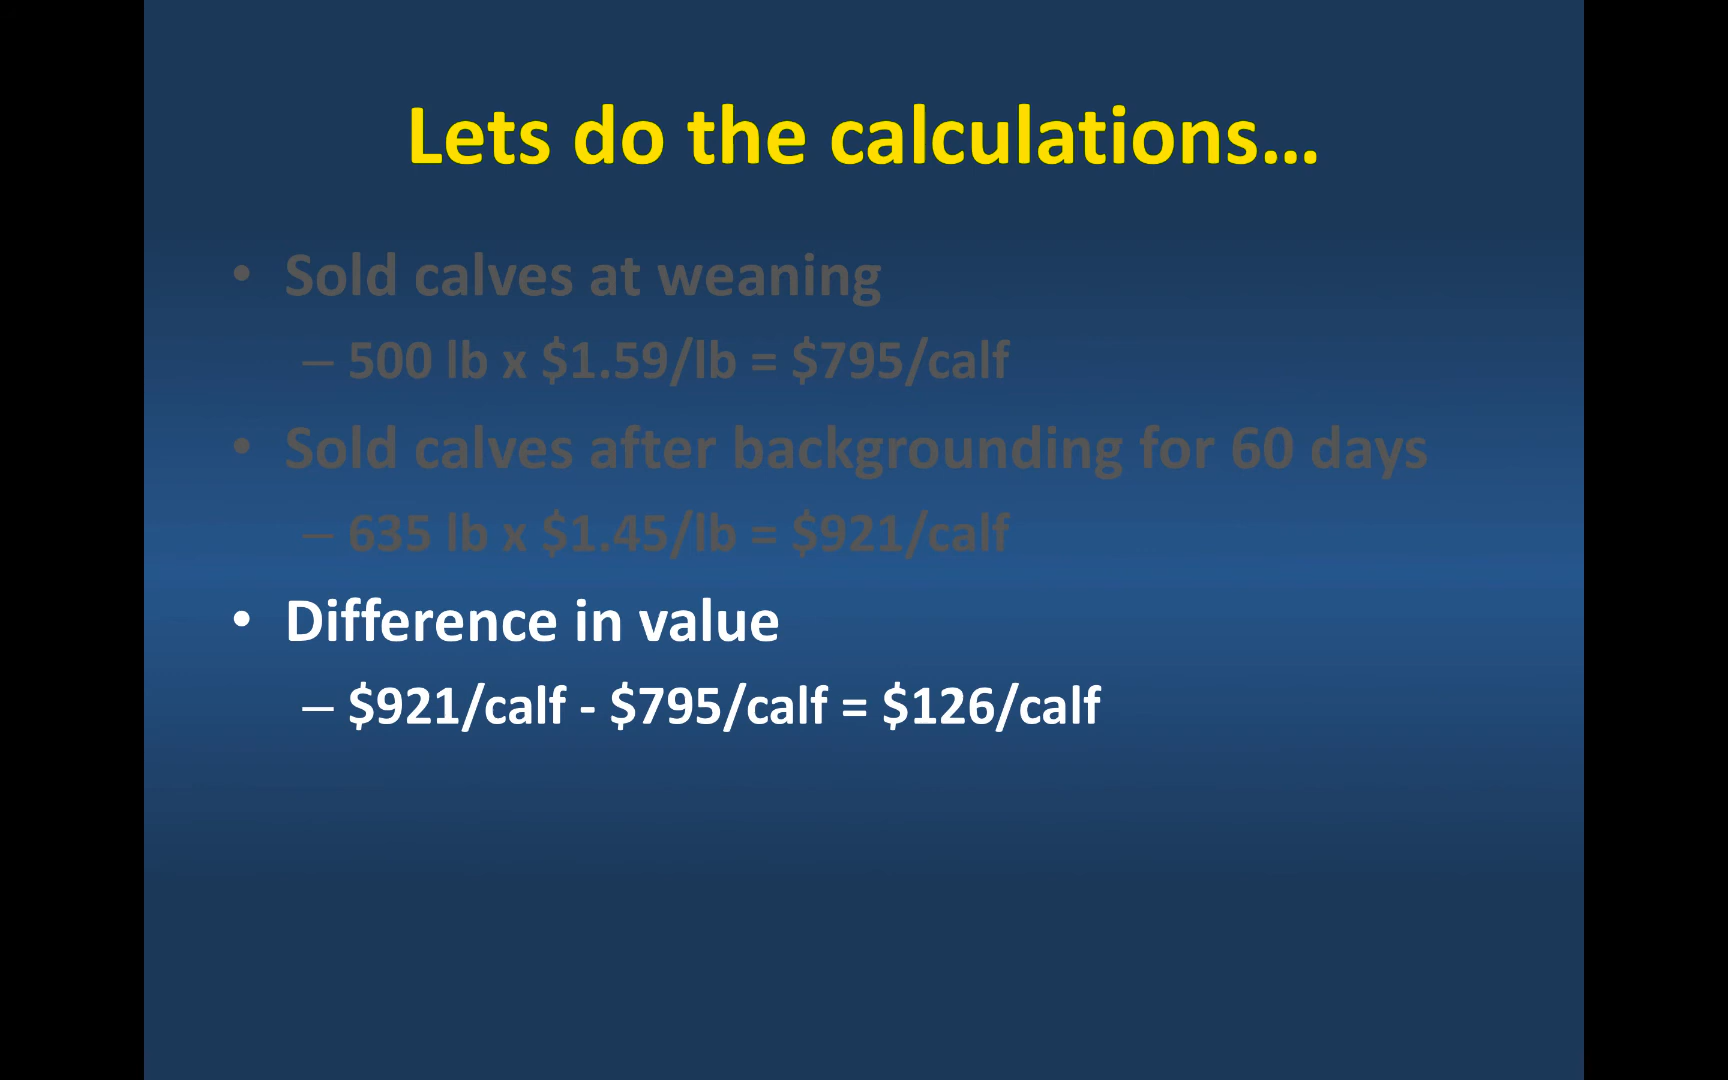 Lets do the calculations...
• Sold calves at weaning
– 500 lb x $1.59/lb = $795/calf
• Sold calves after backgrounding for 60 days
– 635 lb x $1.45/lb = $921/calf
• Difference in value
– $921/calf - $795/calf = $126/calf